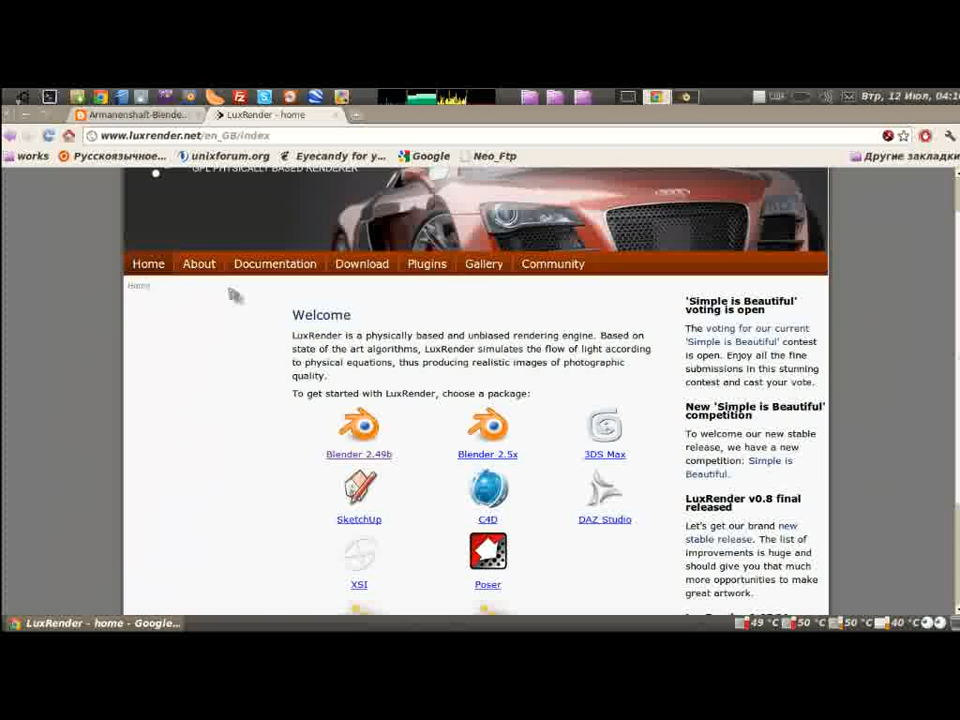 Втр, 12 Июл, 04:1
Armanenshaft-Blende...
LuxRender - home
www.luxrender.net/en_GB/index
works
Русскоязычное...
unixforum.org
Eyecandy for y...
Google
Neo_Ftp
Другие закладки
GPL PHYSICALLY BASED RENDERER
Home
About
Documentation
Download
Plugins
Gallery
Community
Home
Welcome
LuxRender is a physically based and unbiased rendering engine. Based on
state of the art algorithms, LuxRender simulates the flow of light according
to physical equations, thus producing realistic images of photographic
quality.
To get started with LuxRender, choose a package:
Blender 2.49b
Blender 2.5x
3DS Max
SketchUp
C4D
DAZ Studio
XSI
Poser
'Simple is Beautiful'
voting is open
The voting for our current
'Simple is Beautiful' contest
is open. Enjoy all the fine
submissions in this stunning
contest and cast your vote.
New 'Simple is Beautiful'
competition
To welcome our new stable
release, we have a new
competition: Simple is
Beautiful.
LuxRender v0.8 final
released
Let's get our brand new
stable release. The list of
improvements is huge and
should give you that much
more opportunities to make
great artwork.
LuxRender - home - Google...
49 °C
50 °C
50 °C
40 °C